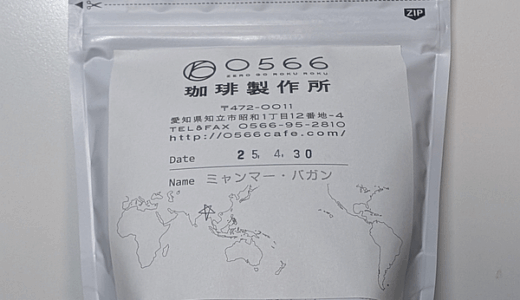 ZIP
0566
ZERO GO ROKU ROKU
珈琲製作所
〒472-0011
愛知県知立市昭和1丁目12番地-4
TEL&FAX 0566-95-2810
http://0566cafe.com/
Date 25, 4, 30
Name ミャンマー・バガン